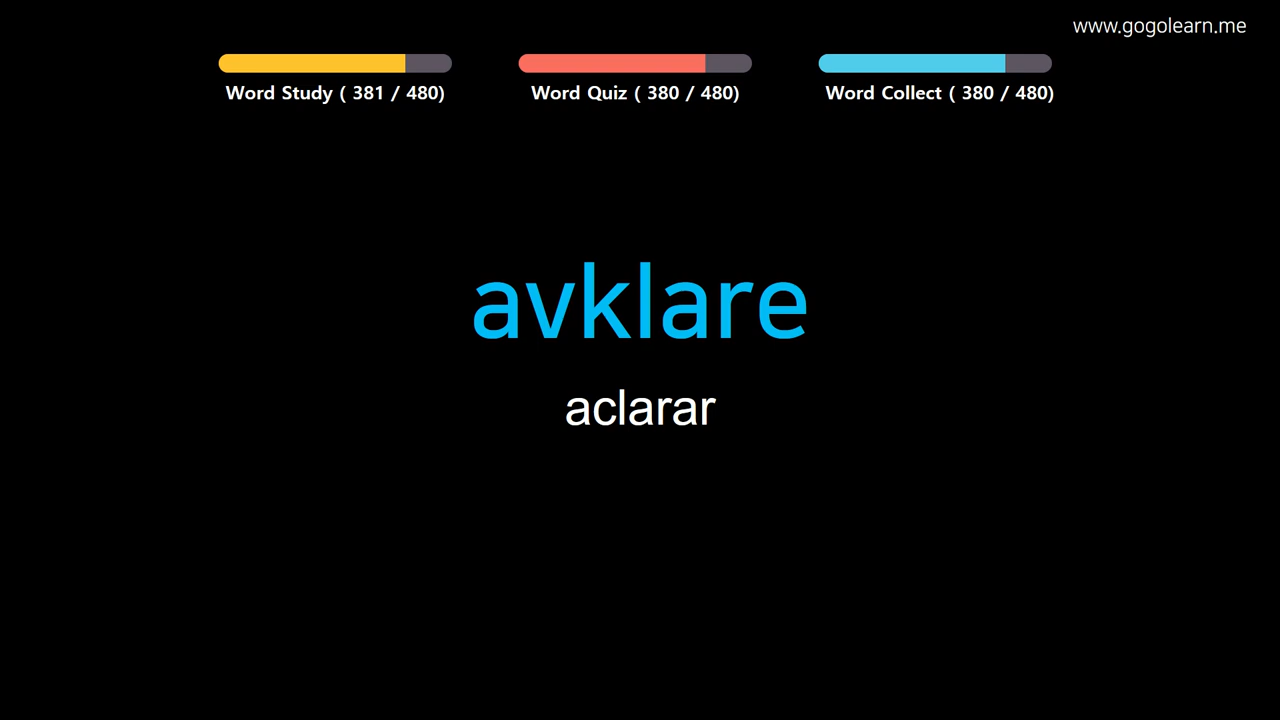 www.gogolearn.me
Word Study ( 381 / 480)
Word Quiz ( 380 / 480)
Word Collect ( 380 / 480)
avklare
aclarar